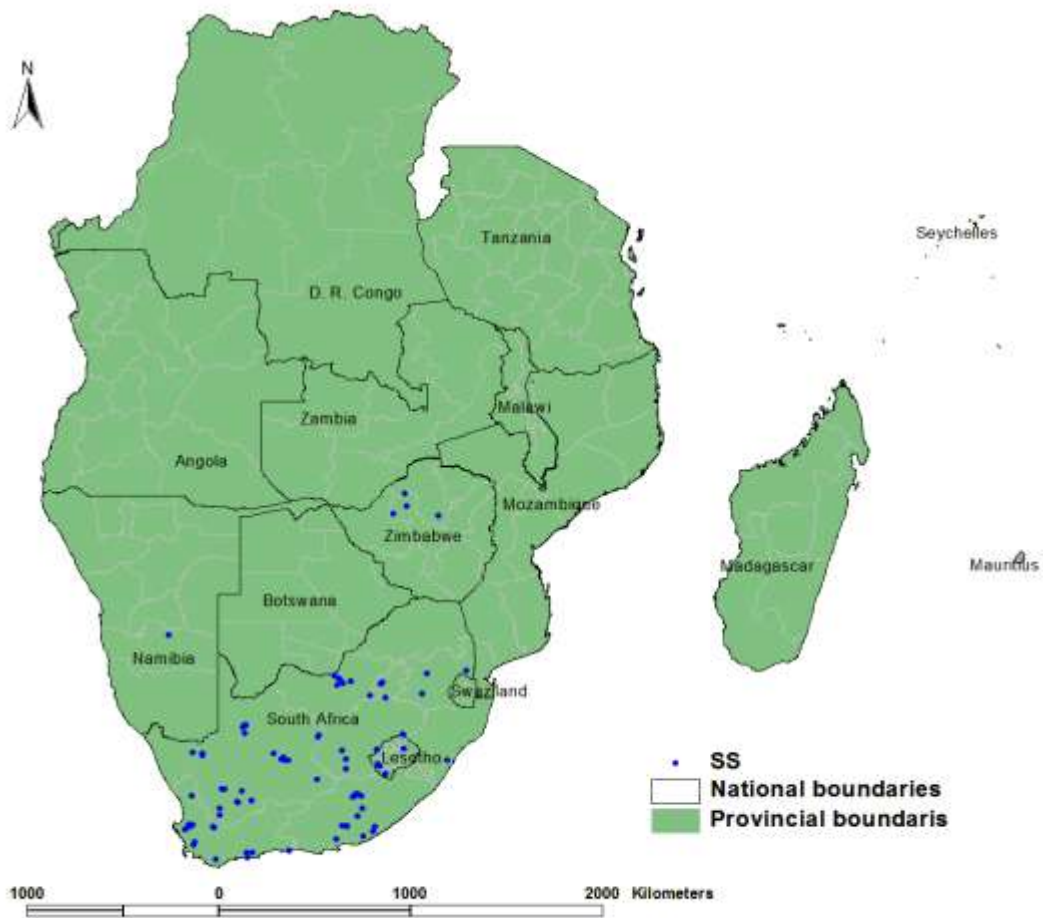 N
Seychelles
Tanzania
D. R. Congo
Malawi
Zambia
Angola
Mozambique
Zimbabwe
Madagascar
Mauritius
Botswana
Namibia
Swaziland
South Africa
Lesotho
SS
National boundaries
Provincial boundaris
1000 0 1000 2000 Kilometers